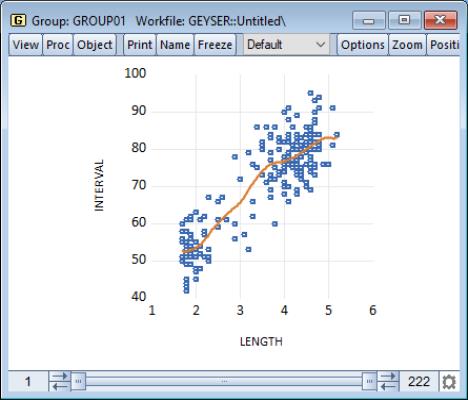 Group: GROUP01 Workfile: GEYSER::Untitled\
View Proc Object Print Name Freeze Default Options Zoom Positi
100
90
80
70
60
50
40
INTERVAL
1 2 3 4 5 6
LENGTH
1 222